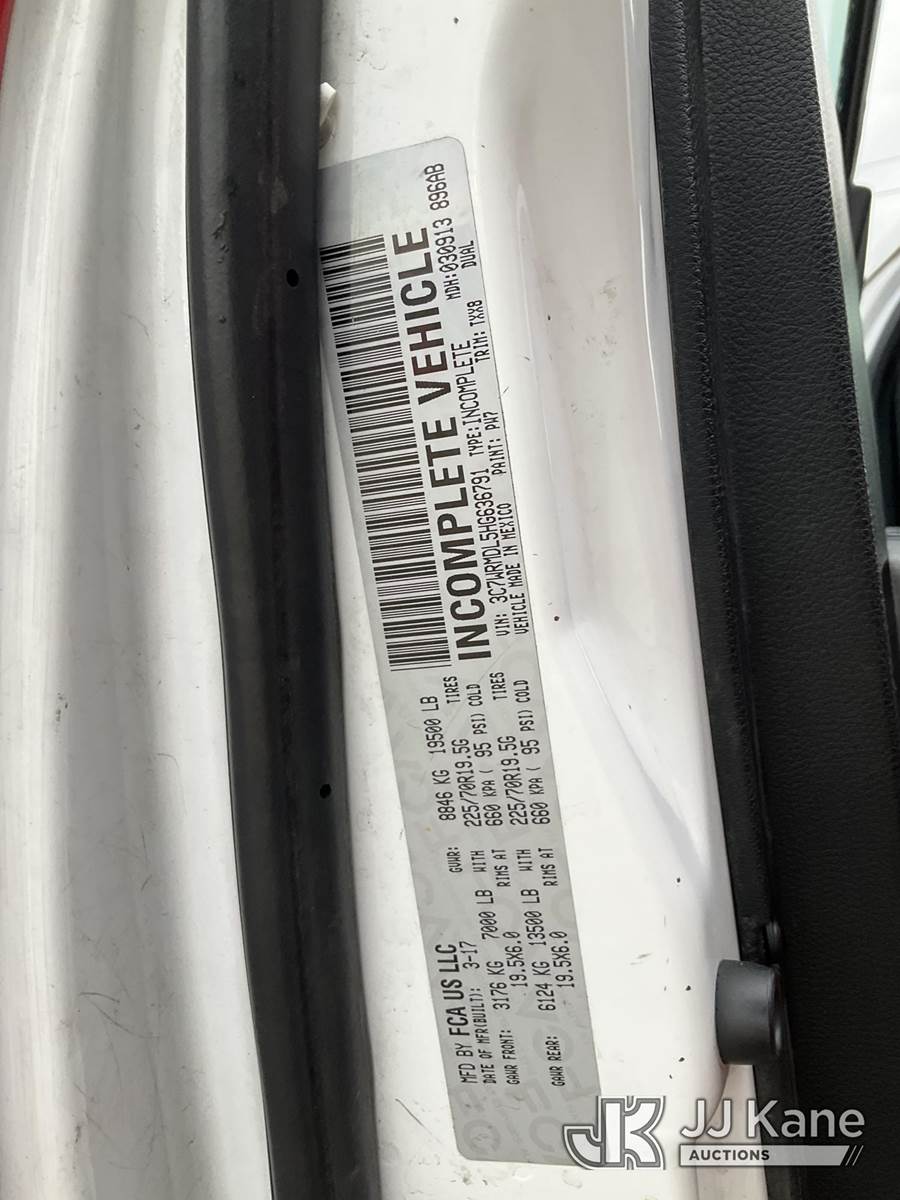 MFD BY FCA US LLC
DATE OF MFR(BUILT): 3-17
GVWR: 8846 KG 19500 LB
GAWR FRONT: 3176 KG 7000 LB WITH 225/70R19.5G TIRES
19.5X6.0 RIMS AT 660 KPA ( 95 PSI) COLD
GAWR REAR: 6124 KG 13500 LB WITH 225/70R19.5G TIRES
19.5X6.0 RIMS AT 660 KPA ( 95 PSI) COLD
INCOMPLETE VEHICLE
VIN: 3C7WRMDL5HG636791 TYPE:INCOMPLETE MDH:030913 896AB
VEHICLE MADE IN MEXICO PAINT: PW7 TRIM: TXX8 DUAL
JK JJ Kane
AUCTIONS